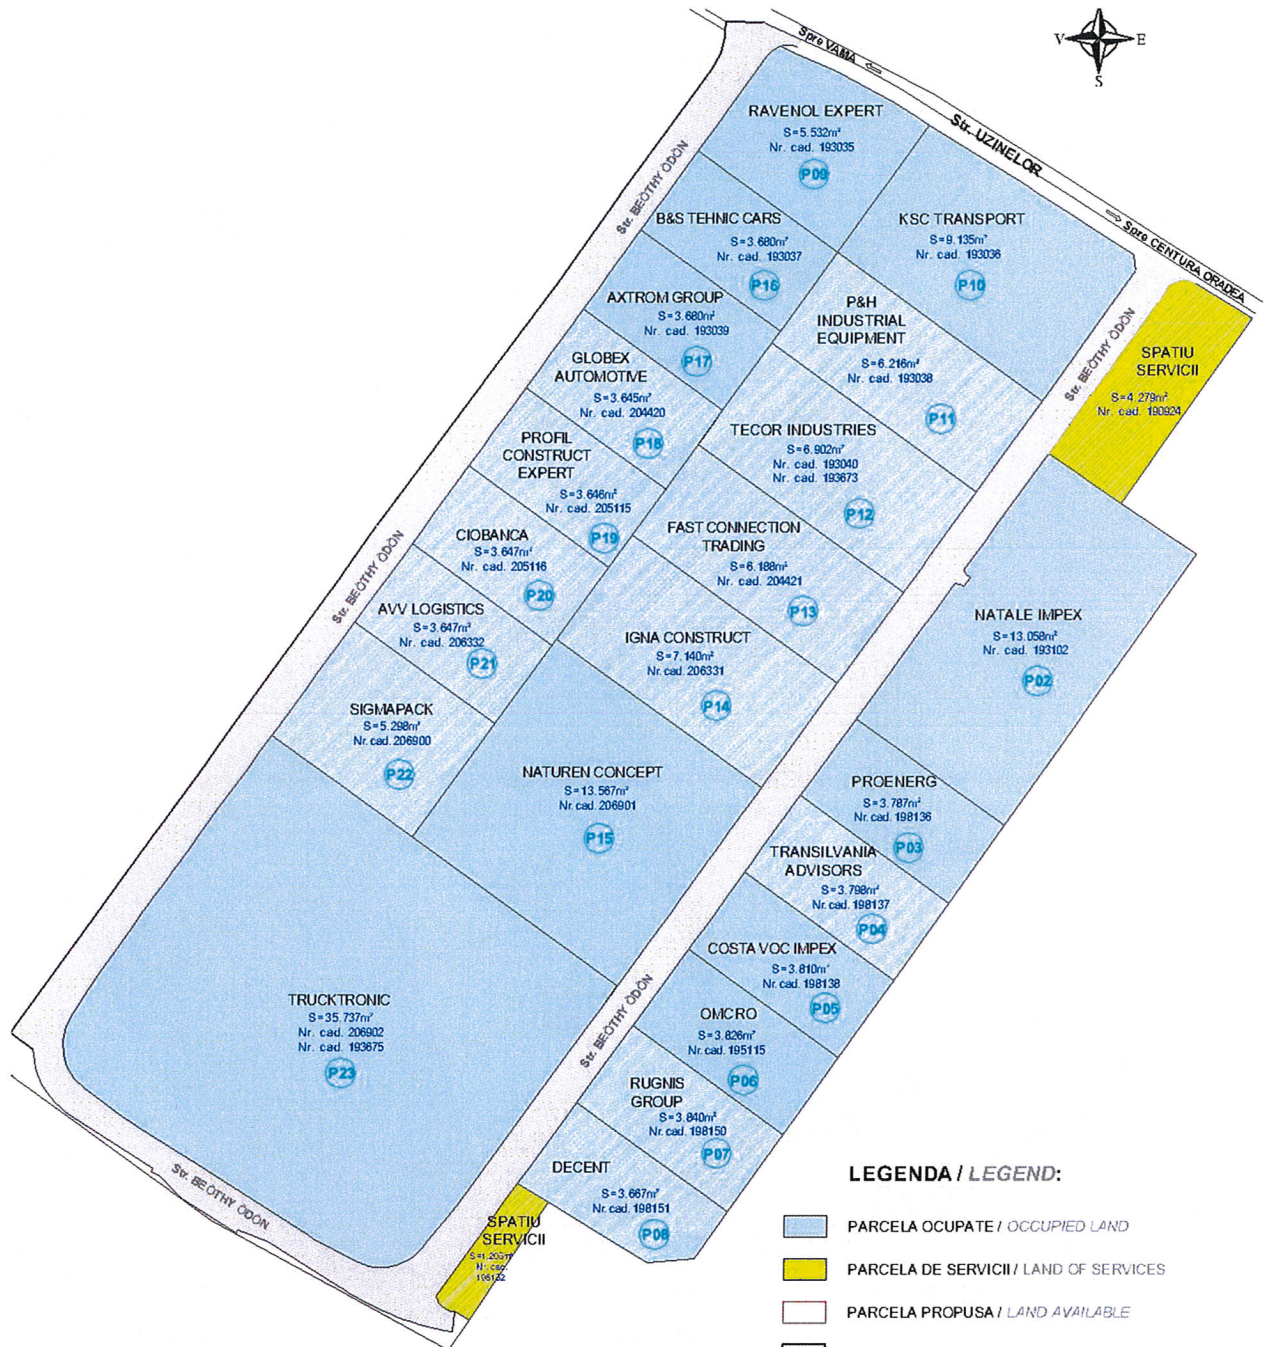 Spre VAMA
V
E
S
Str. UZINELOR
Spre CENTURA ORADEA
Str. BEÖTHY ÖDÖN
RAVENOL EXPERT
S=5.532m²
Nr. cad. 193035
P09
KSC TRANSPORT
S=9.135m²
Nr. cad. 193036
P10
B&S TEHNIC CARS
S=3.680m²
Nr. cad. 193037
P16
AXTROM GROUP
S=3.680m²
Nr. cad. 193039
P17
P&H
INDUSTRIAL
EQUIPMENT
S=6.216m²
Nr. cad. 193038
P11
Str. BEÖTHY ÖDÖN
SPATIU
SERVICII
S=4.279m²
Nr. cad. 190924
GLOBEX
AUTOMOTIVE
S=3.645m²
Nr. cad. 204420
P18
TECOR INDUSTRIES
S=6.902m²
Nr. cad. 193040
Nr. cad. 193673
P12
PROFIL
CONSTRUCT
EXPERT
S=3.646m²
Nr. cad. 205115
P19
FAST CONNECTION
TRADING
S=6.188m²
Nr. cad. 204421
P13
CIOBANCA
S=3.647m²
Nr. cad. 205116
P20
Str. BEÖTHY ÖDÖN
AVV LOGISTICS
S=3.647m²
Nr. cad. 206332
P21
IGNA CONSTRUCT
S=7.140m²
Nr. cad. 206331
P14
NATALE IMPEX
S=13.058m²
Nr. cad. 193102
P02
SIGMAPACK
S=5.298m²
Nr. cad. 206900
P22
NATUREN CONCEPT
S=13.567m²
Nr. cad. 206901
P15
PROENERG
S=3.787m²
Nr. cad. 198136
P03
TRANSILVANIA
ADVISORS
S=3.798m²
Nr. cad. 198137
P04
COSTA VOC IMPEX
S=3.810m²
Nr. cad. 198138
P05
TRUCKTRONIC
S=35.737m²
Nr. cad. 206902
Nr. cad. 193675
P23
Str. BEÖTHY ÖDÖN
OMCRO
S=3.826m²
Nr. cad. 195115
P06
RUGNIS
GROUP
S=3.840m²
Nr. cad. 198150
P07
DECENT
S=3.667m²
Nr. cad. 198151
P08
Str. BEÖTHY ÖDÖN
SPATIU
SERVICII
LEGENDA / LEGEND:
PARCELA OCUPATE / OCCUPIED LAND
PARCELA DE SERVICII / LAND OF SERVICES
PARCELA PROPUSA / LAND AVAILABLE